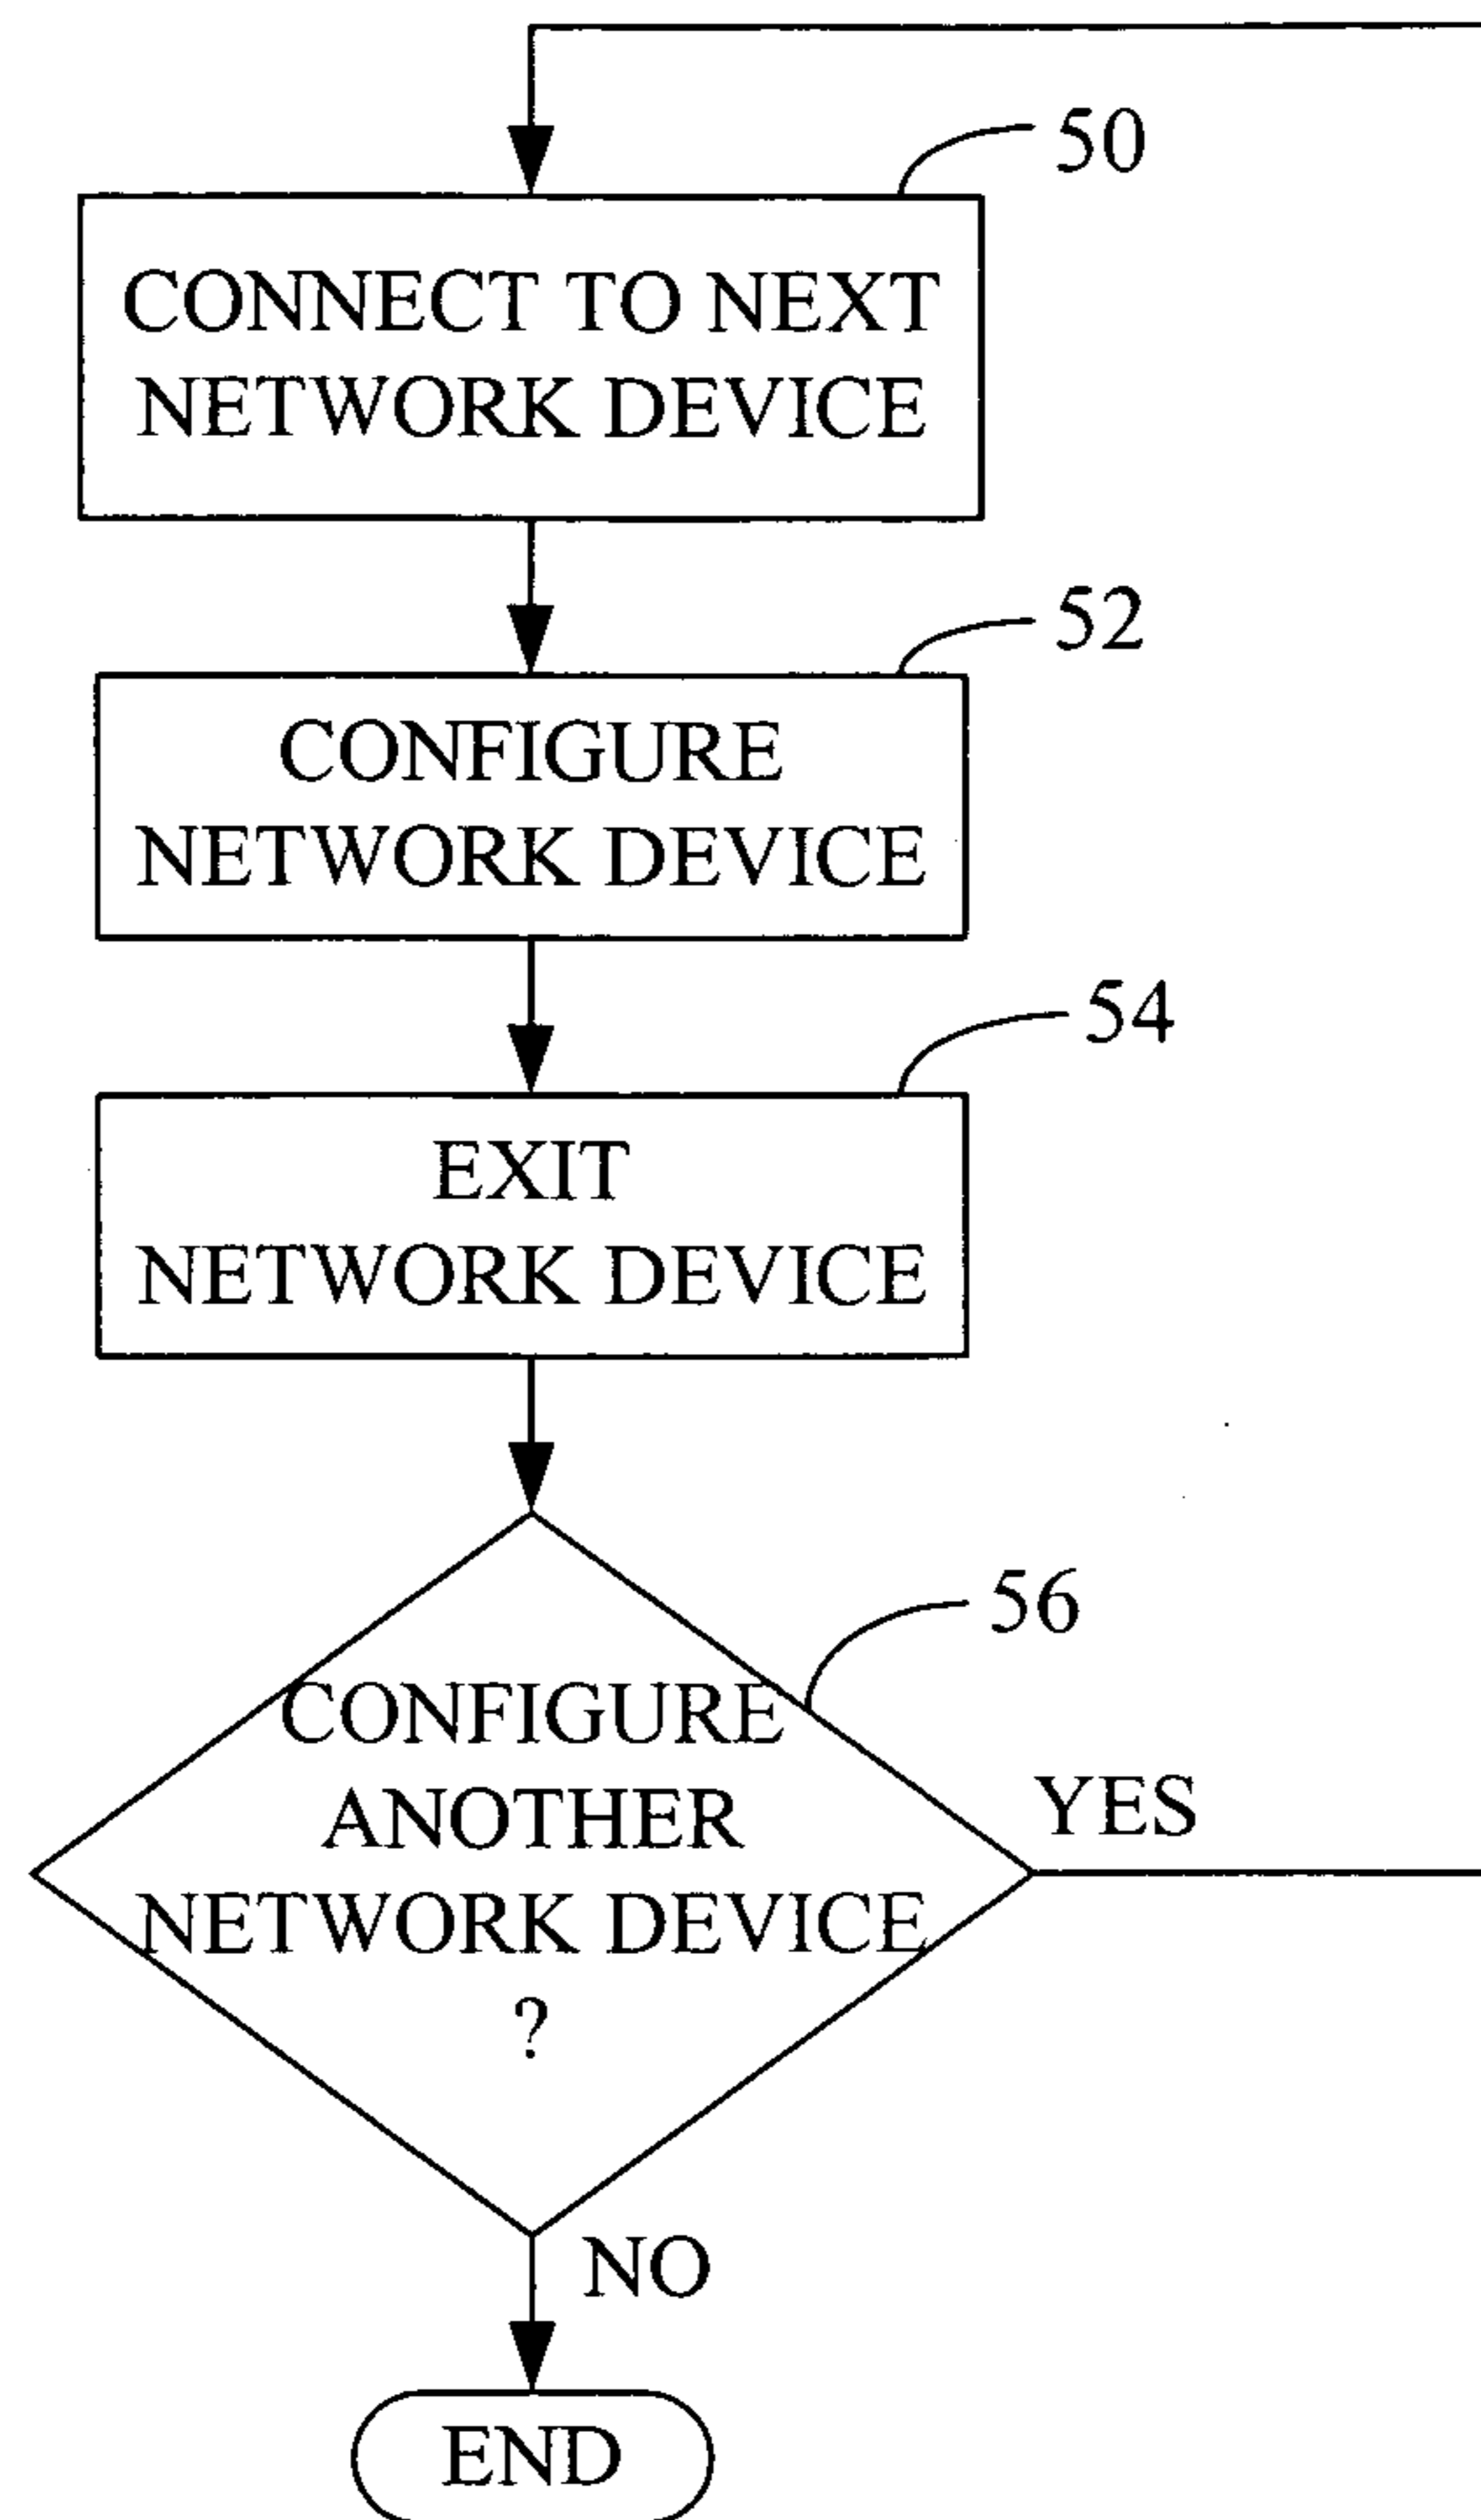 50
CONNECT TO NEXT
NETWORK DEVICE
52
CONFIGURE
NETWORK DEVICE
54
EXIT
NETWORK DEVICE
56
CONFIGURE
ANOTHER
NETWORK DEVICE
?
YES
NO
END